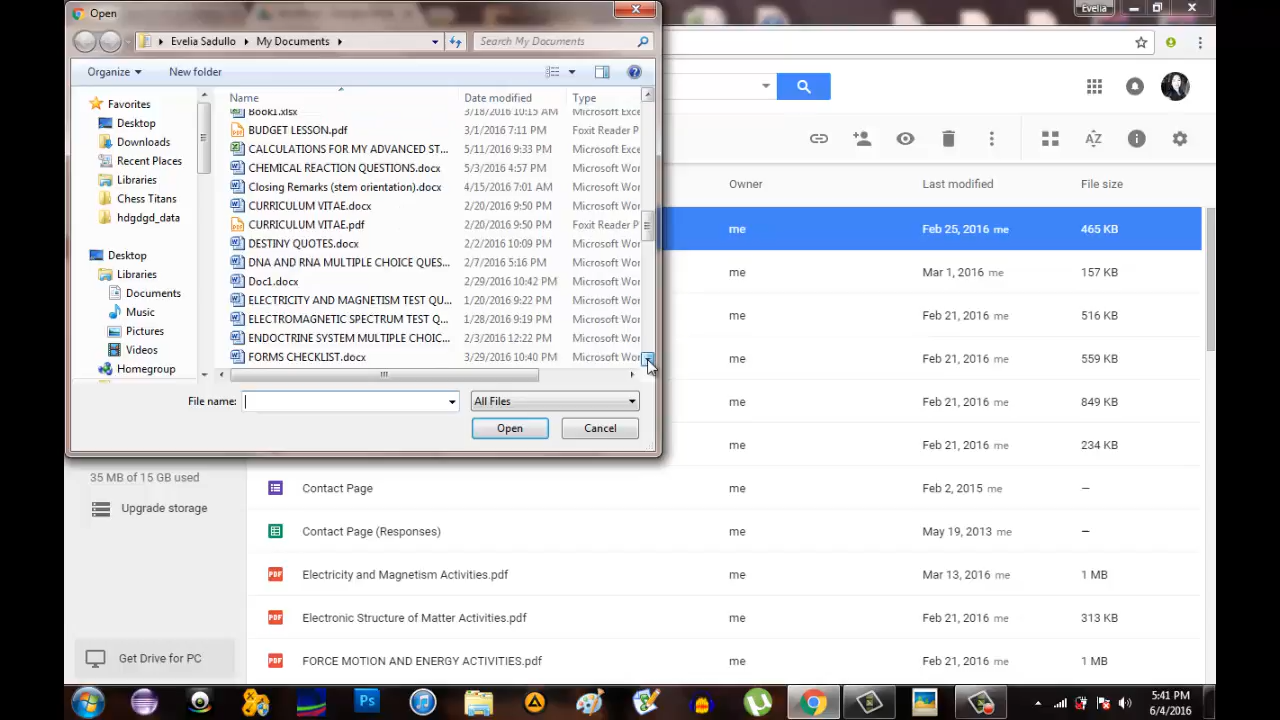 Open
Evelia
Evelia Sadullo
My Documents
Search My Documents
Organize
New folder
Name
Date modified
Type
Favorites
Desktop
Downloads
Recent Places
Libraries
Chess Titans
hdgdgd_data
Desktop
Libraries
Documents
Music
Pictures
Videos
Homegroup
Book1.xlsx 3/18/2016 10:15 AM Microsoft Exce
BUDGET LESSON.pdf 3/1/2016 7:11 PM Foxit Reader P
CALCULATIONS FOR MY ADVANCED ST... 5/11/2016 9:33 PM Microsoft Exce
CHEMICAL REACTION QUESTIONS.docx 5/3/2016 4:57 PM Microsoft Wor
Closing Remarks (stem orientation).docx 4/15/2016 7:01 AM Microsoft Wor
CURRICULUM VITAE.docx 2/20/2016 9:50 PM Microsoft Wor
CURRICULUM VITAE.pdf 2/20/2016 9:50 PM Foxit Reader P
DESTINY QUOTES.docx 2/2/2016 10:09 PM Microsoft Wor
DNA AND RNA MULTIPLE CHOICE QUES... 2/7/2016 5:16 PM Microsoft Wor
Doc1.docx 2/29/2016 10:42 PM Microsoft Wor
ELECTRICITY AND MAGNETISM TEST QU... 1/20/2016 9:22 PM Microsoft Wor
ELECTROMAGNETIC SPECTRUM TEST Q... 1/28/2016 9:19 PM Microsoft Wor
ENDOCRINE SYSTEM MULTIPLE CHOIC... 2/3/2016 12:22 PM Microsoft Wor
FORMS CHECKLIST.docx 3/29/2016 10:40 PM Microsoft Wor
File name:
All Files
Open
Cancel
Owner Last modified File size
me Feb 25, 2016 me 465 KB
me Mar 1, 2016 me 157 KB
me Feb 21, 2016 me 516 KB
me Feb 21, 2016 me 559 KB
me Feb 21, 2016 me 849 KB
me Feb 21, 2016 me 234 KB
35 MB of 15 GB used
Upgrade storage
Contact Page me Feb 2, 2015 me –
Contact Page (Responses) me May 19, 2013 me –
Electricity and Magnetism Activities.pdf me Mar 13, 2016 me 1 MB
Electronic Structure of Matter Activities.pdf me Feb 21, 2016 me 313 KB
FORCE MOTION AND ENERGY ACTIVITIES.pdf me Feb 21, 2016 me 1 MB
Get Drive for PC
Ps
5:41 PM
6/4/2016